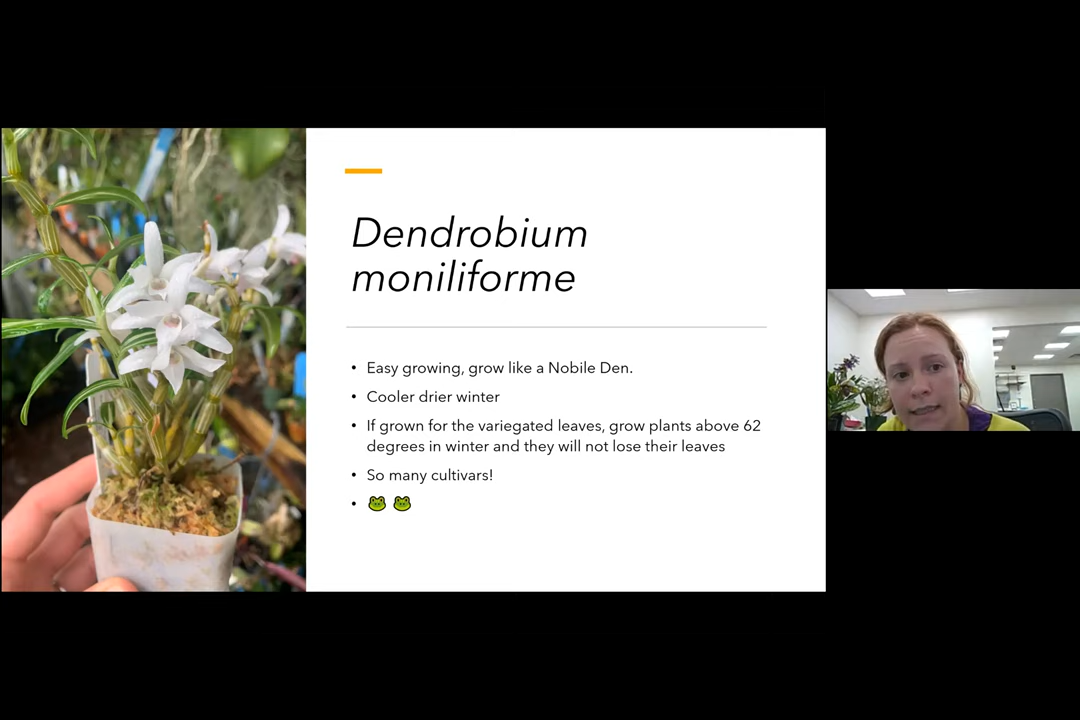 Dendrobium
moniliforme
• Easy growing, grow like a Nobile Den.
• Cooler drier winter
• If grown for the variegated leaves, grow plants above 62
degrees in winter and they will not lose their leaves
• So many cultivars!
• 🐸 🐸